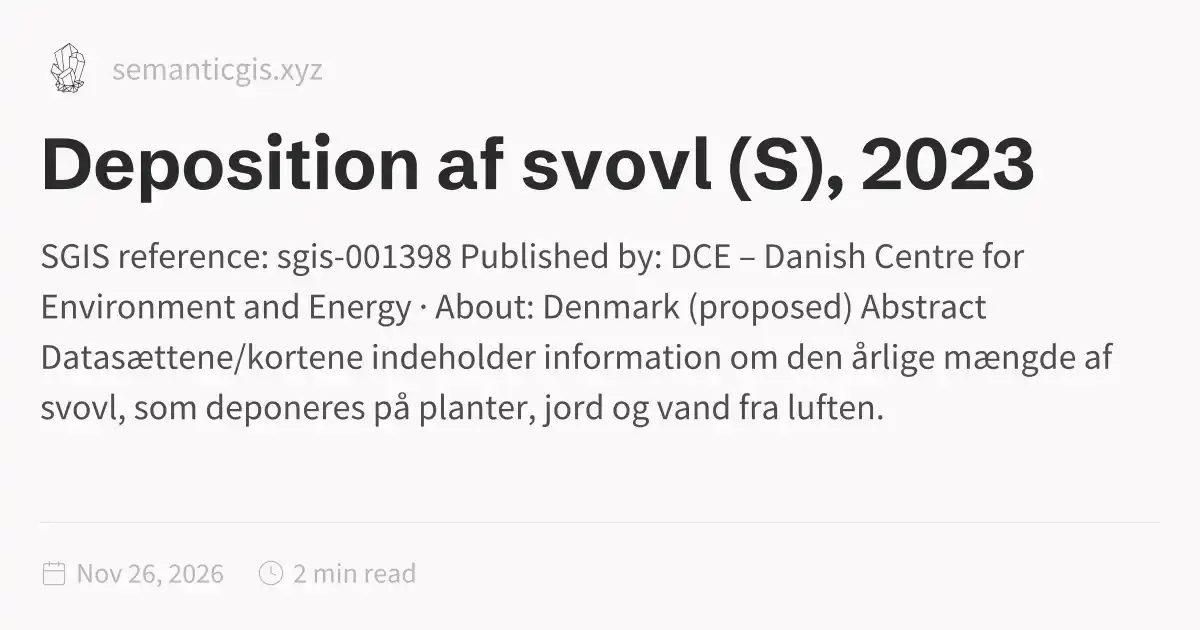 semanticgis.xyz
Deposition af svovl (S), 2023
SGIS reference: sgis-001398 Published by: DCE – Danish Centre for
Environment and Energy · About: Denmark (proposed) Abstract
Datasættene/kortene indeholder information om den årlige mængde af
svovl, som deponeres på planter, jord og vand fra luften.
Nov 26, 2026 2 min read